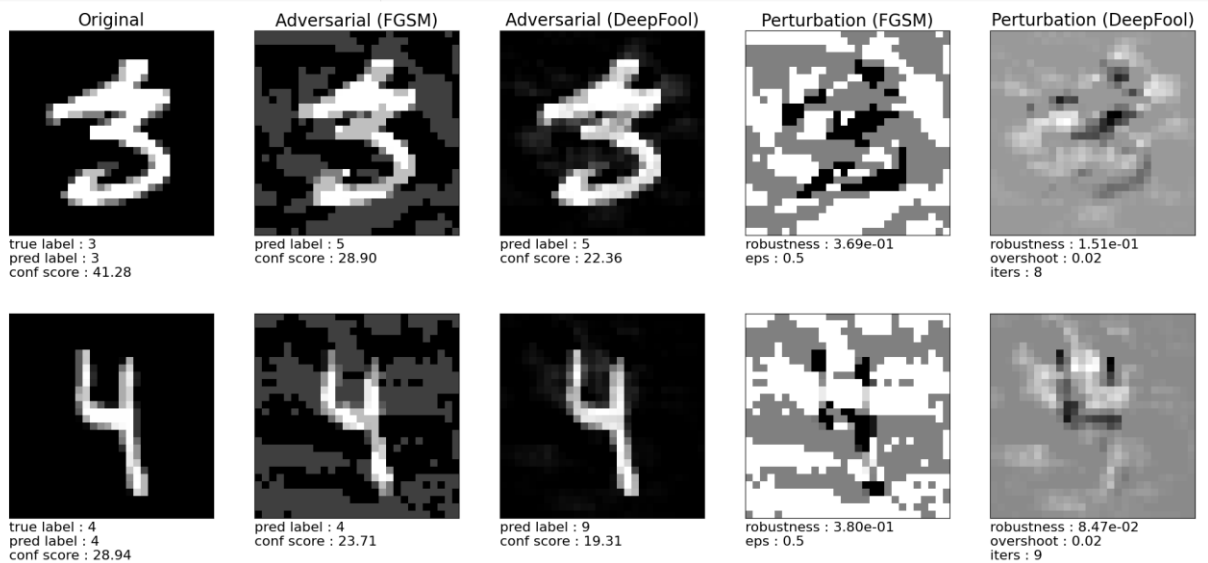 Original
Adversarial (FGSM)
Adversarial (DeepFool)
Perturbation (FGSM)
Perturbation (DeepFool)
3
true label : 3
pred label : 3
conf score : 41.28
pred label : 5
conf score : 28.90
pred label : 5
conf score : 22.36
robustness : 3.69e-01
eps : 0.5
robustness : 1.51e-01
overshoot : 0.02
iters : 8
4
true label : 4
pred label : 4
conf score : 28.94
pred label : 4
conf score : 23.71
pred label : 9
conf score : 19.31
robustness : 3.80e-01
eps : 0.5
robustness : 8.47e-02
overshoot : 0.02
iters : 9